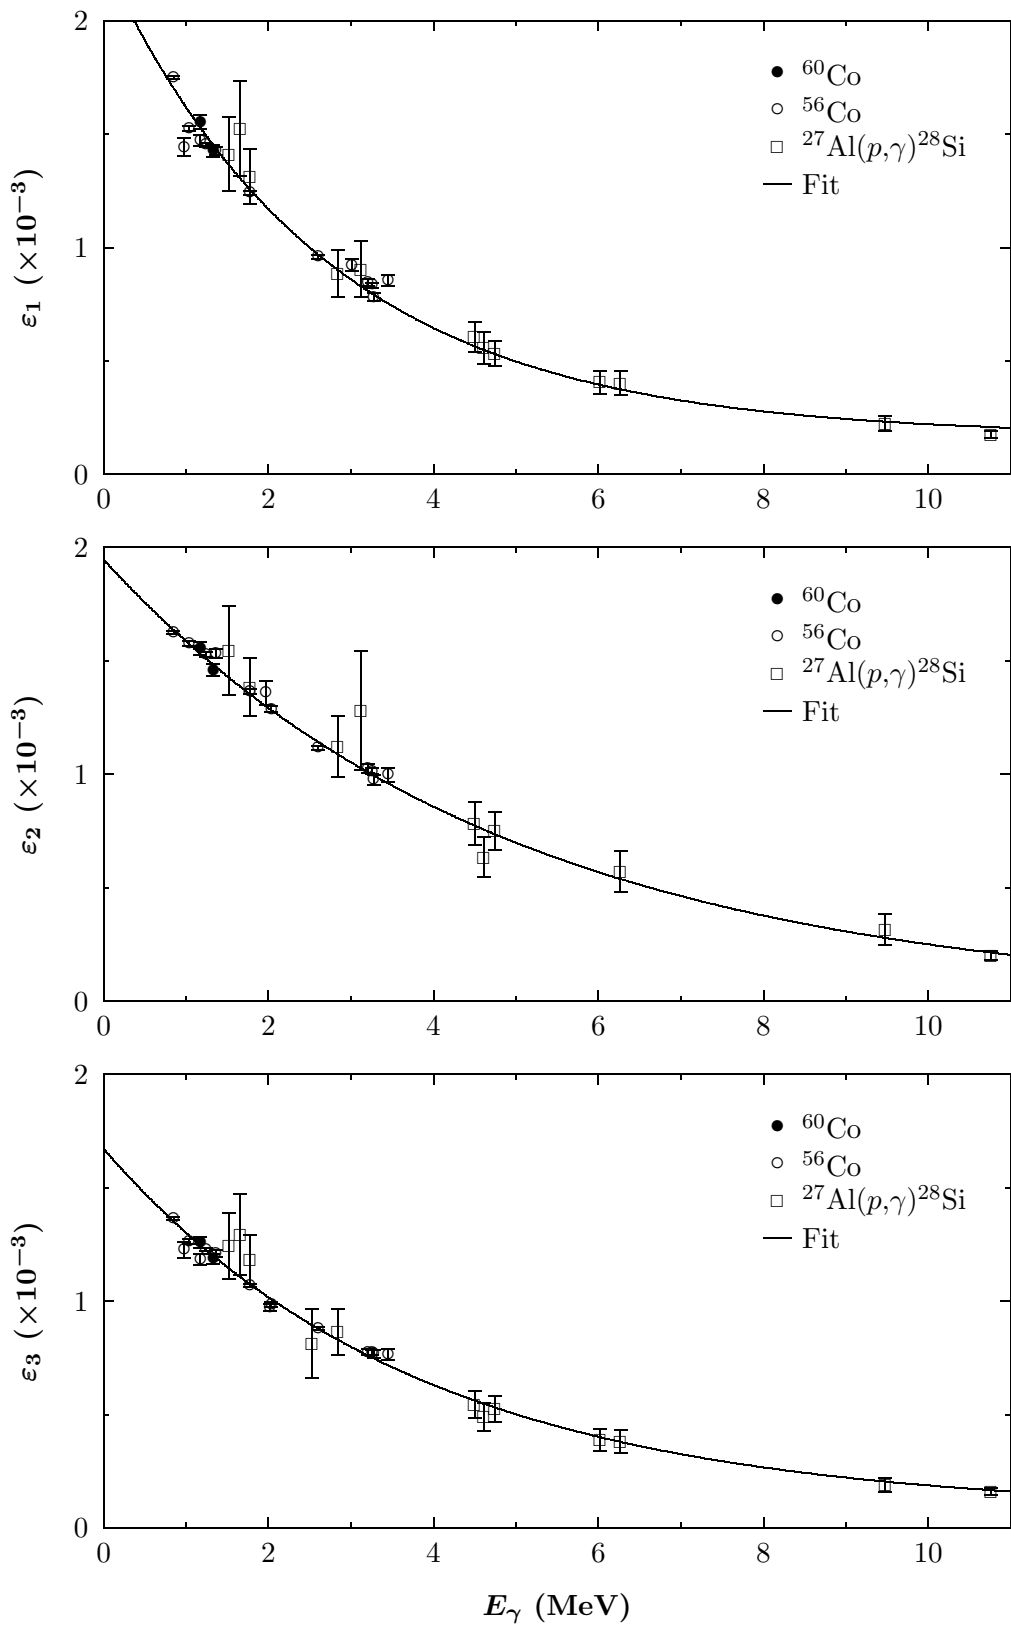 2
⁶⁰Co
⁵⁶Co
²⁷Al(p,γ)²⁸Si
Fit
1
ε₁ (×10⁻³)
0
0 2 4 6 8 10
2
⁶⁰Co
⁵⁶Co
²⁷Al(p,γ)²⁸Si
Fit
1
ε₂ (×10⁻³)
0
0 2 4 6 8 10
2
⁶⁰Co
⁵⁶Co
²⁷Al(p,γ)²⁸Si
Fit
1
ε₃ (×10⁻³)
0
0 2 4 6 8 10
E_γ (MeV)